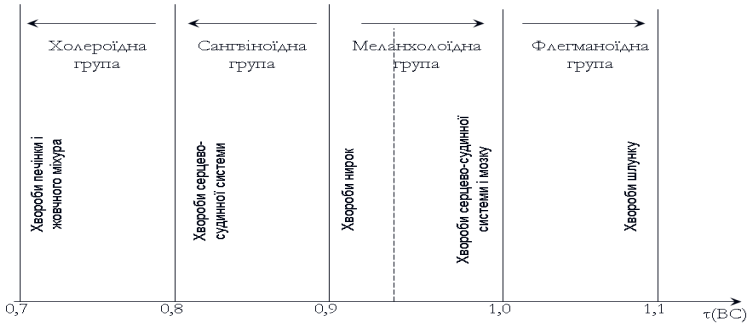 Холероїдна
група
Сангвіноїдна
група
Меланхолоїдна
група
Флегманоїдна
група
Хвороби печінки і
жовчного міхура
Хвороби серцево-
судинної системи
Хвороби нирок
Хвороби серцево-судинної
системи і мозку
Хвороби шлунку
0,7
0,8
0,9
1,0
1,1
τ(ВС)